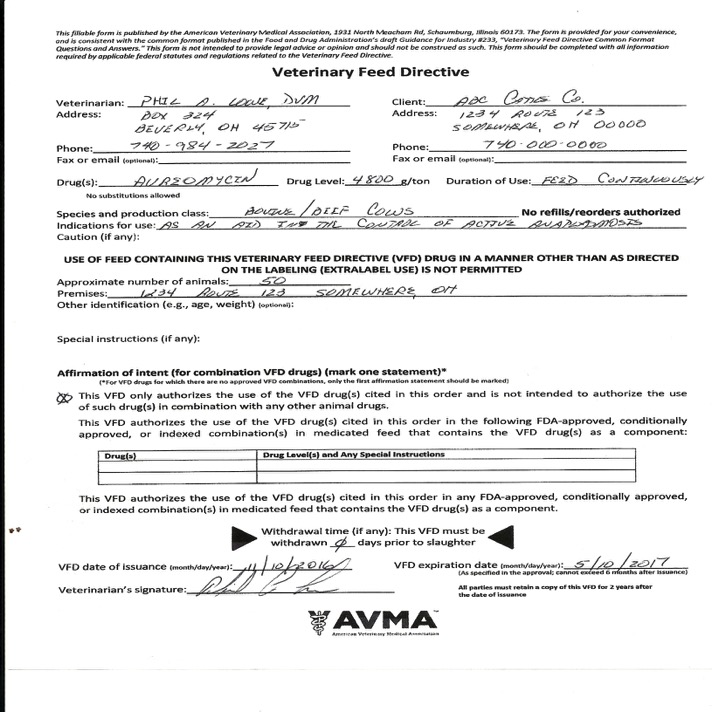 This fillable form is published by the American Veterinary Medical Association, 1931 North Meacham Rd, Schaumburg, Illinois 60173. The form is provided for your convenience,
and is consistent with the common format published in the Food and Drug Administration's draft Guidance for Industry #233, "Veterinary Feed Directive Common Format
Questions and Answers." This form is not intended to provide legal advice or opinion and should not be construed as such. This form should be completed with all information
required by applicable federal statutes and regulations related to the Veterinary Feed Directive.
Veterinary Feed Directive
Veterinarian: PHIL A. LOWE, DVM Client: ABC CATTLE CO.
Address: BOX 324 Address: 1234 ROUTE 123
BEVERLY, OH 45715 SOMEWHERE, OH 00000
Phone: 740-984-2027 Phone: 740-000-0000
Fax or email (optional): Fax or email (optional):
Drug(s): AUREOMYCIN Drug Level: 4800 g/ton Duration of Use: FEED CONTINUOUSLY
No substitutions allowed
Species and production class: BOVINE/BEEF COWS No refills/reorders authorized
Indications for use: AS AN AID IN THE CONTROL OF ACTIVE ANAPLASMOSIS
Caution (if any):
USE OF FEED CONTAINING THIS VETERINARY FEED DIRECTIVE (VFD) DRUG IN A MANNER OTHER THAN AS DIRECTED
ON THE LABELING (EXTRALABEL USE) IS NOT PERMITTED
Approximate number of animals: 50
Premises: 1234 ROUTE 123 SOMEWHERE, OH
Other identification (e.g., age, weight) (optional):
Special instructions (if any):
Affirmation of intent (for combination VFD drugs) (mark one statement)*
(*For VFD drugs for which there are no approved VFD combinations, only the first affirmation statement should be marked)
This VFD only authorizes the use of the VFD drug(s) cited in this order and is not intended to authorize the use
of such drug(s) in combination with any other animal drugs.
This VFD authorizes the use of the VFD drug(s) cited in this order in the following FDA-approved, conditionally
approved, or indexed combination(s) in medicated feed that contains the VFD drug(s) as a component:
Drug(s) Drug Level(s) and Any Special Instructions
This VFD authorizes the use of the VFD drug(s) cited in this order in any FDA-approved, conditionally approved,
or indexed combination(s) in medicated feed that contains the VFD drug(s) as a component.
Withdrawal time (if any): This VFD must be
withdrawn 0 days prior to slaughter
VFD date of issuance (month/day/year): 11/10/2016 VFD expiration date (month/day/year): 5/10/2017
(As specified in the approval; cannot exceed 6 months after issuance)
Veterinarian's signature: All parties must retain a copy of this VFD for 2 years after
the date of issuance
AVMA
American Veterinary Medical Association